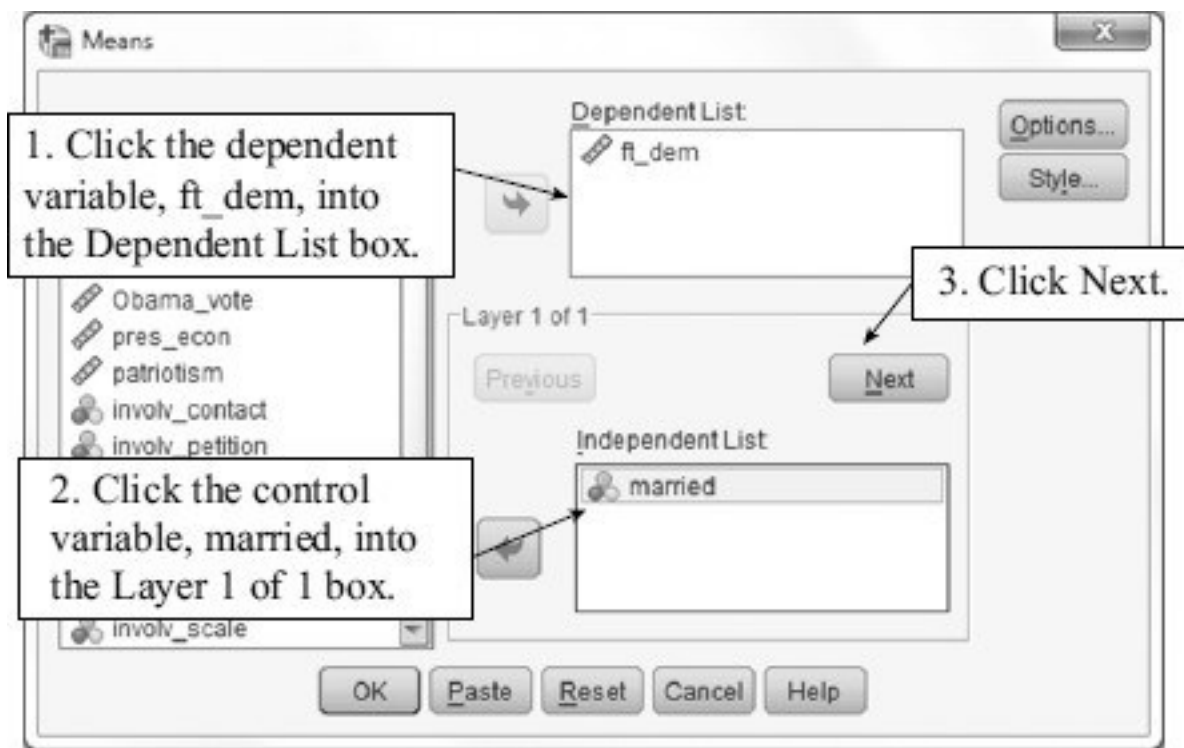 Means
x
1. Click the dependent
variable, ft_dem, into
the Dependent List box.
Dependent List:
ft_dem
Options...
Style...
3. Click Next.
Obama_vote
pres_econ
patriotism
involv_contact
involv_petition
Layer 1 of 1
Previous
Next
Independent List:
married
2. Click the control
variable, married, into
the Layer 1 of 1 box.
involv_scale
OK
Paste
Reset
Cancel
Help